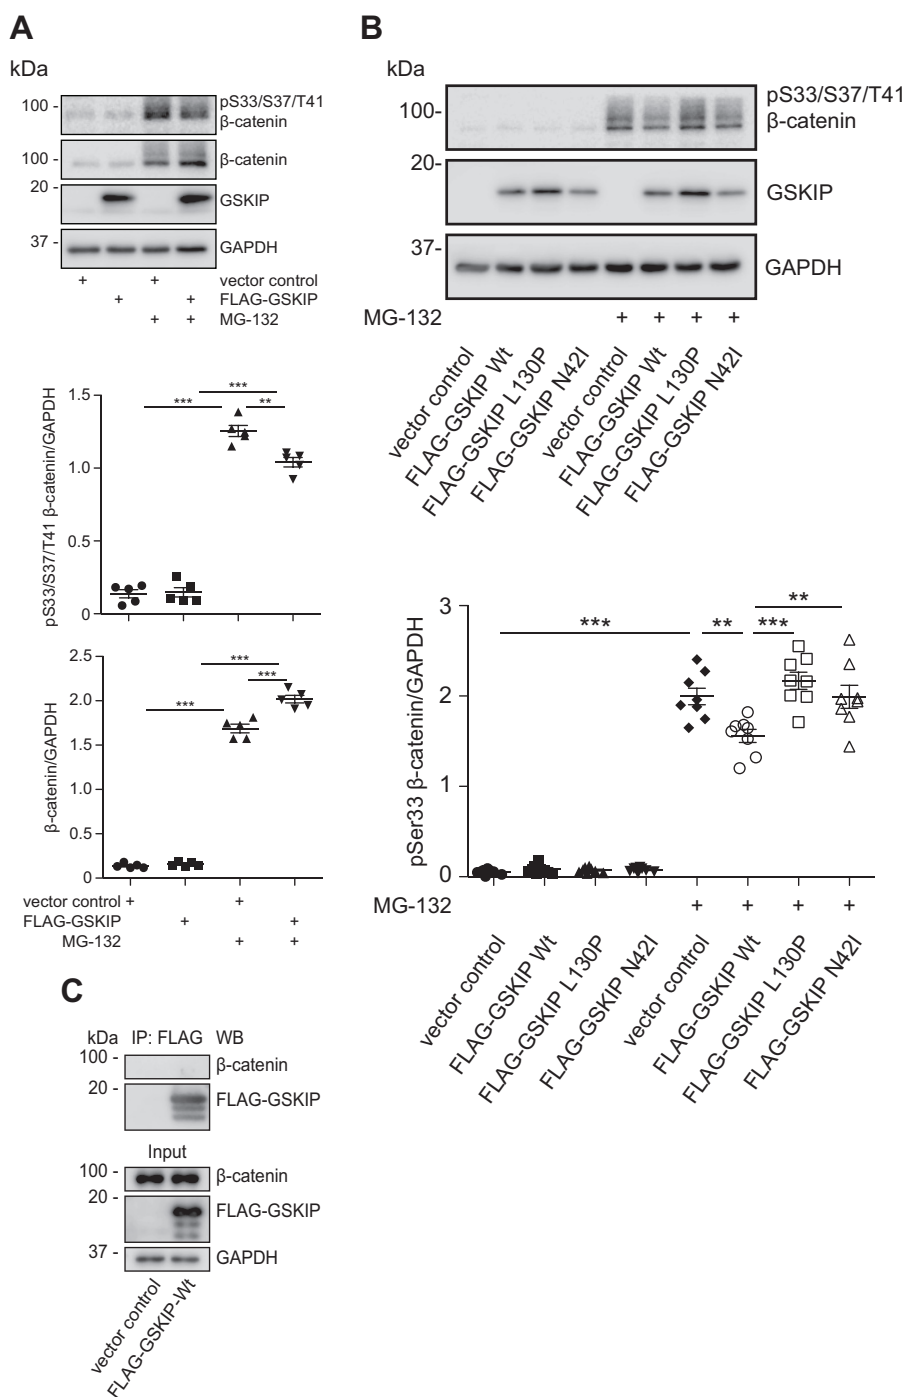 A
kDa
100 -
pS33/S37/T41
β-catenin
100 -
β-catenin
20 -
GSKIP
37 -
GAPDH
+ + vector control
+ + FLAG-GSKIP
+ + MG-132
pS33/S37/T41 β-catenin/GAPDH
1.5
1.0
0.5
0
***
*** **
β-catenin/GAPDH
2.5
2.0
1.5
1.0
0.5
0
***
***
***
vector control + +
FLAG-GSKIP + +
MG-132 + +
B
kDa
100-
pS33/S37/T41
β-catenin
20-
GSKIP
37-
GAPDH
MG-132 + + + +
vector control
FLAG-GSKIP Wt
FLAG-GSKIP L130P
FLAG-GSKIP N42I
vector control
FLAG-GSKIP Wt
FLAG-GSKIP L130P
FLAG-GSKIP N42I
pSer33 β-catenin/GAPDH
3
2
1
0
**
*** ** ***
MG-132 + + + +
vector control
FLAG-GSKIP Wt
FLAG-GSKIP L130P
FLAG-GSKIP N42I
vector control
FLAG-GSKIP Wt
FLAG-GSKIP L130P
FLAG-GSKIP N42I
C
kDa IP: FLAG WB
100 -
β-catenin
20 -
FLAG-GSKIP
Input
100 -
β-catenin
20 -
FLAG-GSKIP
37 -
GAPDH
vector control
FLAG-GSKIP-Wt